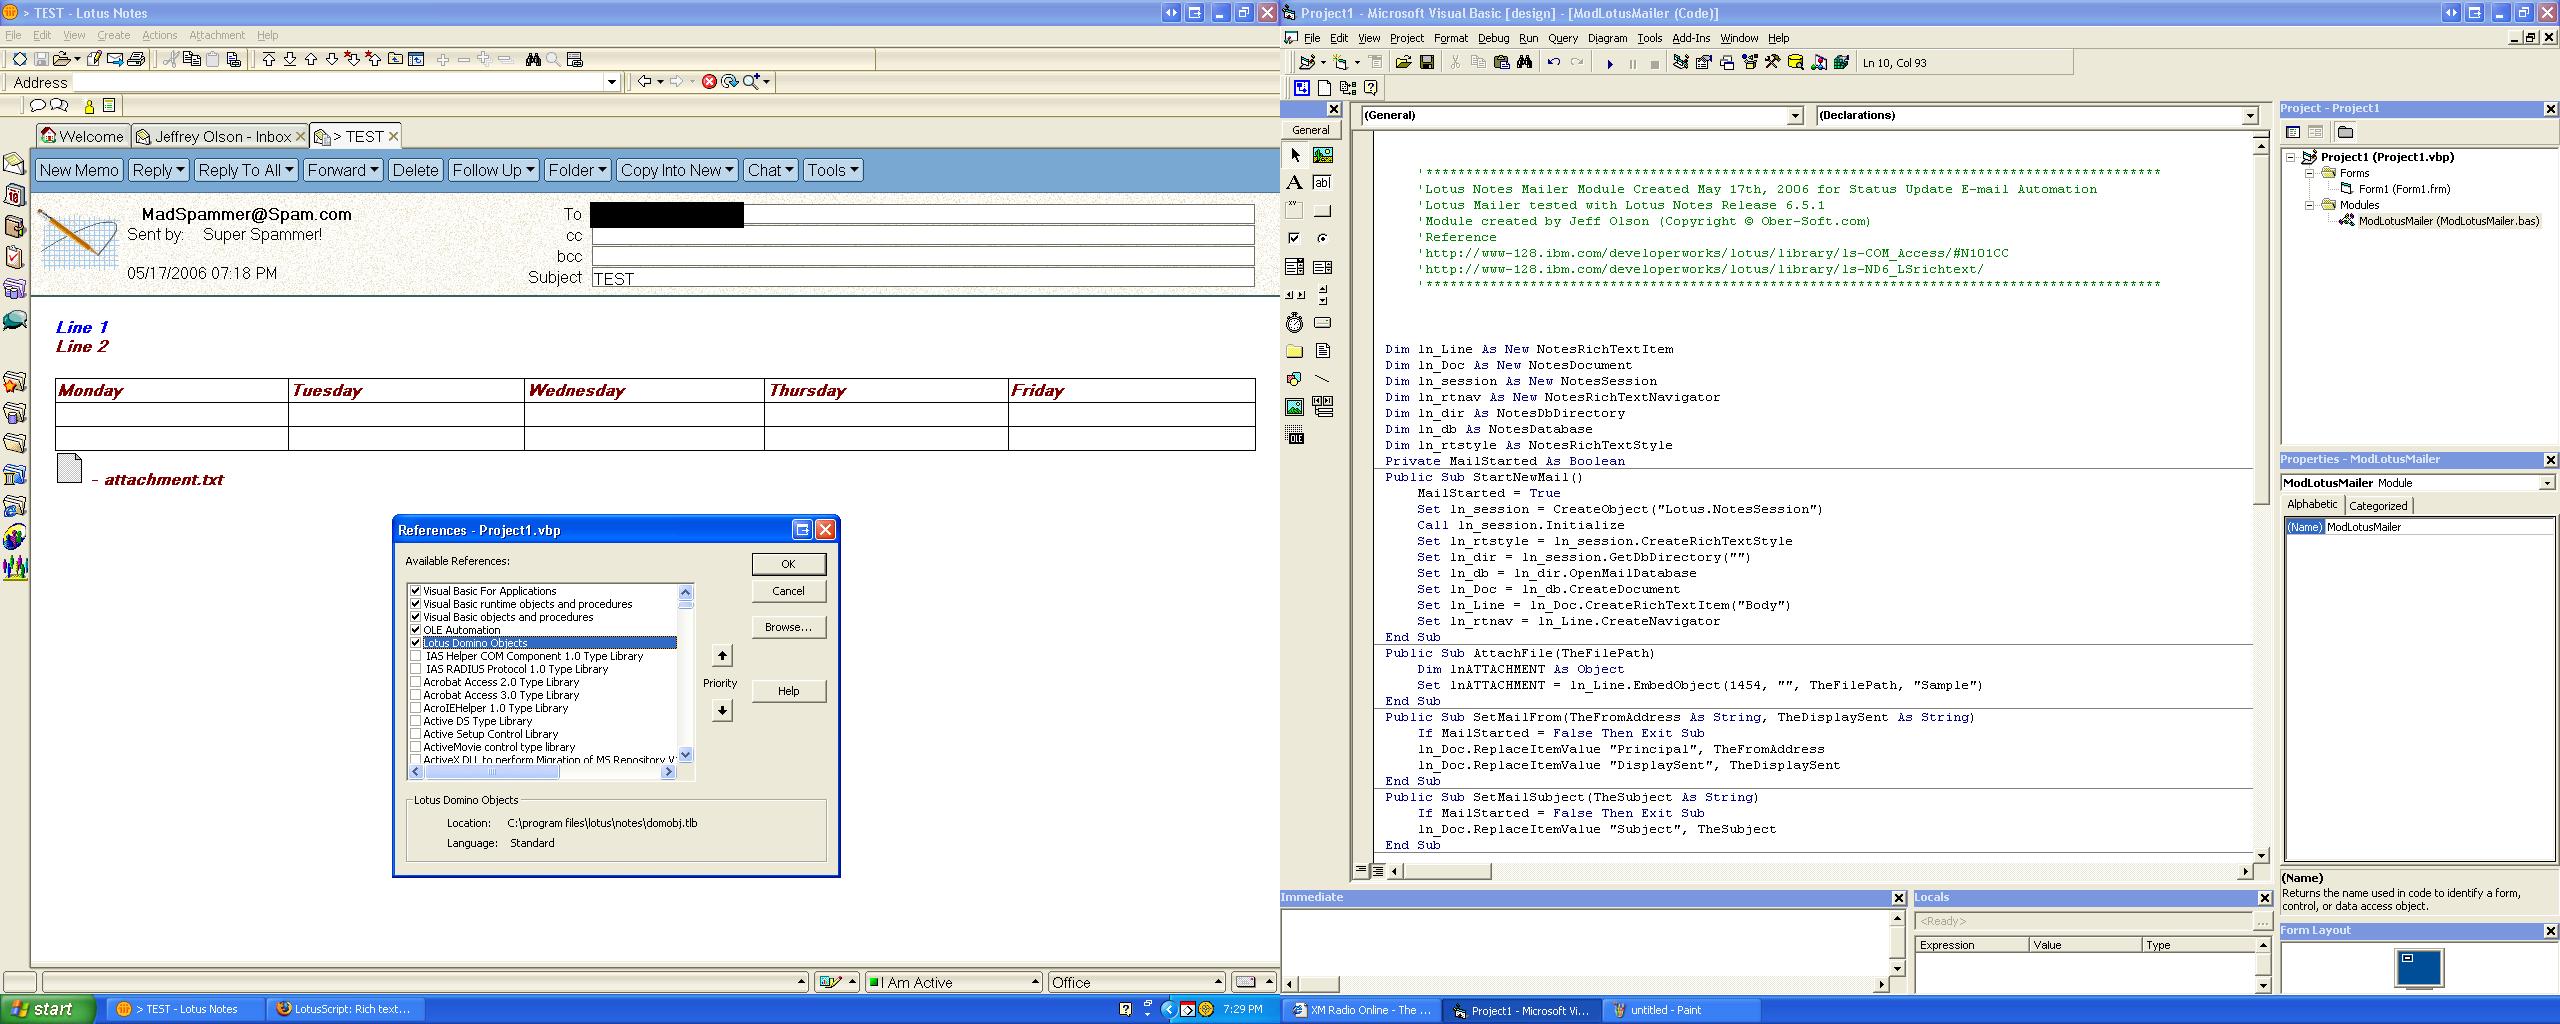 > TEST - Lotus Notes
File Edit View Create Actions Attachment Help
Address
Welcome
Jeffrey Olson - Inbox
> TEST
New Memo Reply Reply To All Forward Delete Follow Up Folder Copy Into New Chat Tools
MadSpammer@Spam.com
Sent by: Super Spammer!
05/17/2006 07:18 PM
To
cc
bcc
Subject TEST
Line 1
Line 2
Monday Tuesday Wednesday Thursday Friday
- attachment.txt
References - Project1.vbp
Available References:
Visual Basic For Applications
Visual Basic runtime objects and procedures
Visual Basic objects and procedures
OLE Automation
Lotus Domino Objects
IAS Helper COM Component 1.0 Type Library
IAS RADIUS Protocol 1.0 Type Library
Acrobat Access 2.0 Type Library
Acrobat Access 3.0 Type Library
AcroIEHelper 1.0 Type Library
Active DS Type Library
Active Setup Control Library
ActiveMovie control type library
ActiveX DLL to perform Migration of MS Repository
OK
Cancel
Browse...
Priority
Help
Lotus Domino Objects
Location: C:\program files\lotus\notes\domobj.tlb
Language: Standard
I Am Active
Office
start
> TEST - Lotus Notes
LotusScript: Rich text...
7:29 PM
Project1 - Microsoft Visual Basic [design] - [ModLotusMailer (Code)]
File Edit View Project Format Debug Run Query Diagram Tools Add-Ins Window Help
Ln 10, Col 93
General
(General)
(Declarations)
'********************************************************************************************
'Lotus Notes Mailer Module Created May 17th, 2006 for Status Update E-mail Automation
'Lotus Mailer tested with Lotus Notes Release 6.5.1
'Module created by Jeff Olson (Copyright © Ober-Soft.com)
'Reference
'http://www-128.ibm.com/developerworks/lotus/library/ls-COM_Access/#N101CC
'http://www-128.ibm.com/developerworks/lotus/library/ls-ND6_LSrichtext/
'********************************************************************************************
Dim ln_Line As New NotesRichTextItem
Dim ln_Doc As New NotesDocument
Dim ln_session As New NotesSession
Dim ln_rtnav As New NotesRichTextNavigator
Dim ln_dir As NotesDbDirectory
Dim ln_db As NotesDatabase
Dim ln_rtstyle As NotesRichTextStyle
Private MailStarted As Boolean
Public Sub StartNewMail()
MailStarted = True
Set ln_session = CreateObject("Lotus.NotesSession")
Call ln_session.Initialize
Set ln_rtstyle = ln_session.CreateRichTextStyle
Set ln_dir = ln_session.GetDbDirectory("")
Set ln_db = ln_dir.OpenMailDatabase
Set ln_Doc = ln_db.CreateDocument
Set ln_Line = ln_Doc.CreateRichTextItem("Body")
Set ln_rtnav = ln_Line.CreateNavigator
End Sub
Public Sub AttachFile(TheFilePath)
Dim lnATTACHMENT As Object
Set lnATTACHMENT = ln_Line.EmbedObject(1454, "", TheFilePath, "Sample")
End Sub
Public Sub SetMailFrom(TheFromAddress As String, TheDisplaySent As String)
If MailStarted = False Then Exit Sub
ln_Doc.ReplaceItemValue "Principal", TheFromAddress
ln_Doc.ReplaceItemValue "DisplaySent", TheDisplaySent
End Sub
Public Sub SetMailSubject(TheSubject As String)
If MailStarted = False Then Exit Sub
ln_Doc.ReplaceItemValue "Subject", TheSubject
End Sub
Immediate
Locals
<Ready>
Expression Value Type
Project - Project1
Project1 (Project1.vbp)
Forms
Form1 (Form1.frm)
Modules
ModLotusMailer (ModLotusMailer.bas)
Properties - ModLotusMailer
ModLotusMailer Module
Alphabetic Categorized
(Name) ModLotusMailer
(Name)
Returns the name used in code to identify a form,
control, or data access object.
Form Layout
XM Radio Online - The ...
Project1 - Microsoft Vi...
untitled - Paint